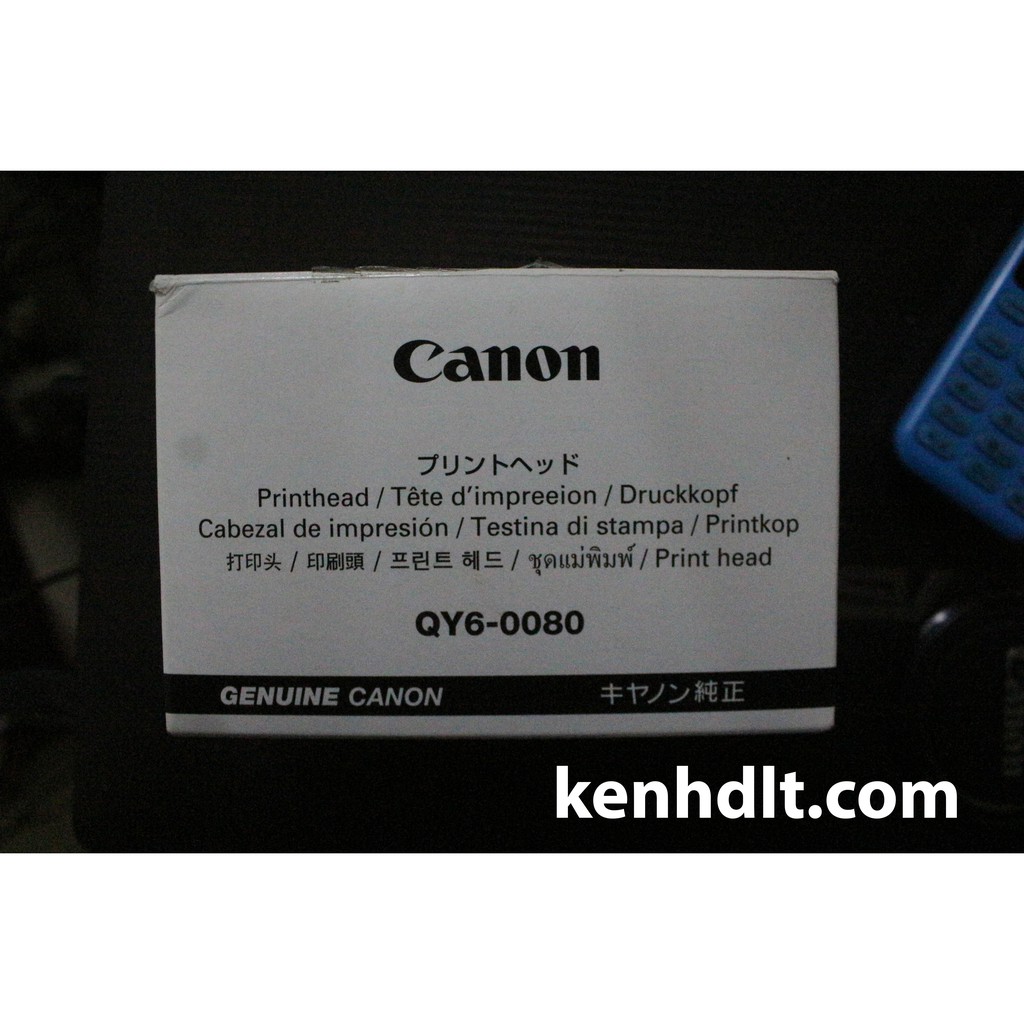 Canon
プリントヘッド
Printhead / Tête d'impreeion / Druckkopf
Cabezal de impresión / Testina di stampa / Printkop
打印头 / 印刷頭 / 프린트 헤드 / ชุดแม่พิมพ์ / Print head
QY6-0080
GENUINE CANON キヤノン純正
kenhdlt.com